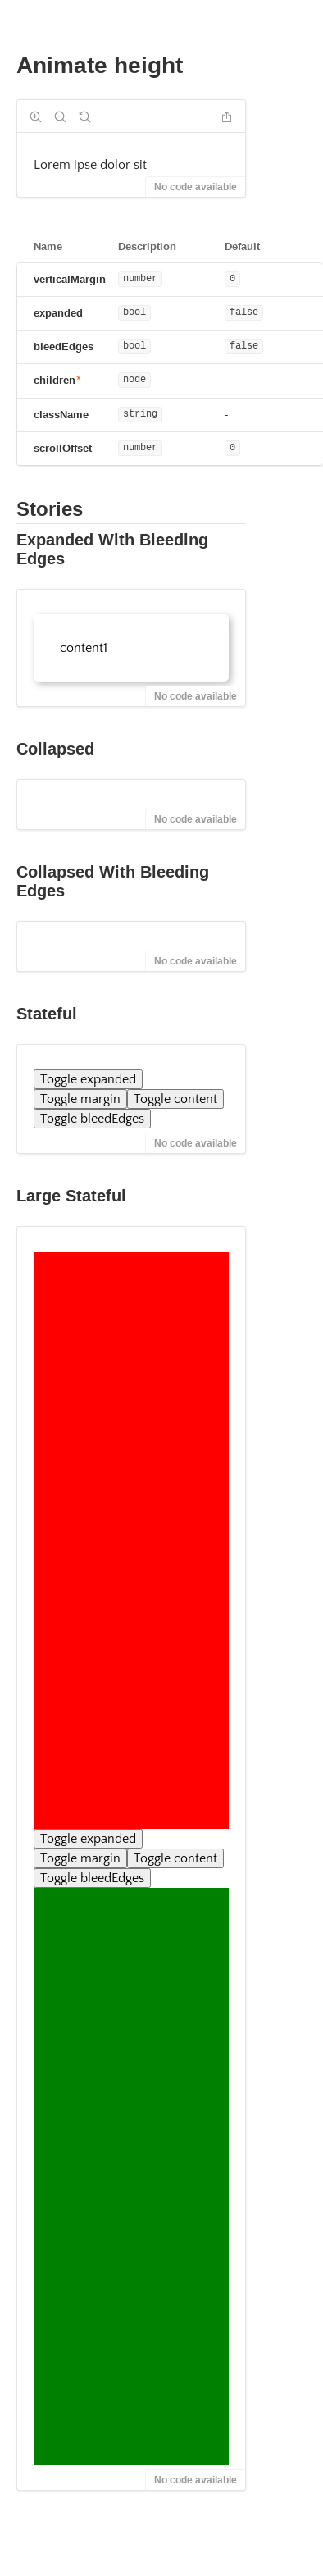 Animate height
Lorem ipse dolor sit
No code available
Name Description Default
verticalMargin number 0
expanded bool false
bleedEdges bool false
children* node -
className string -
scrollOffset number 0
Stories
Expanded With Bleeding
Edges
content1
No code available
Collapsed
No code available
Collapsed With Bleeding
Edges
No code available
Stateful
Toggle expanded
Toggle margin Toggle content
Toggle bleedEdges
No code available
Large Stateful
Toggle expanded
Toggle margin Toggle content
Toggle bleedEdges
No code available